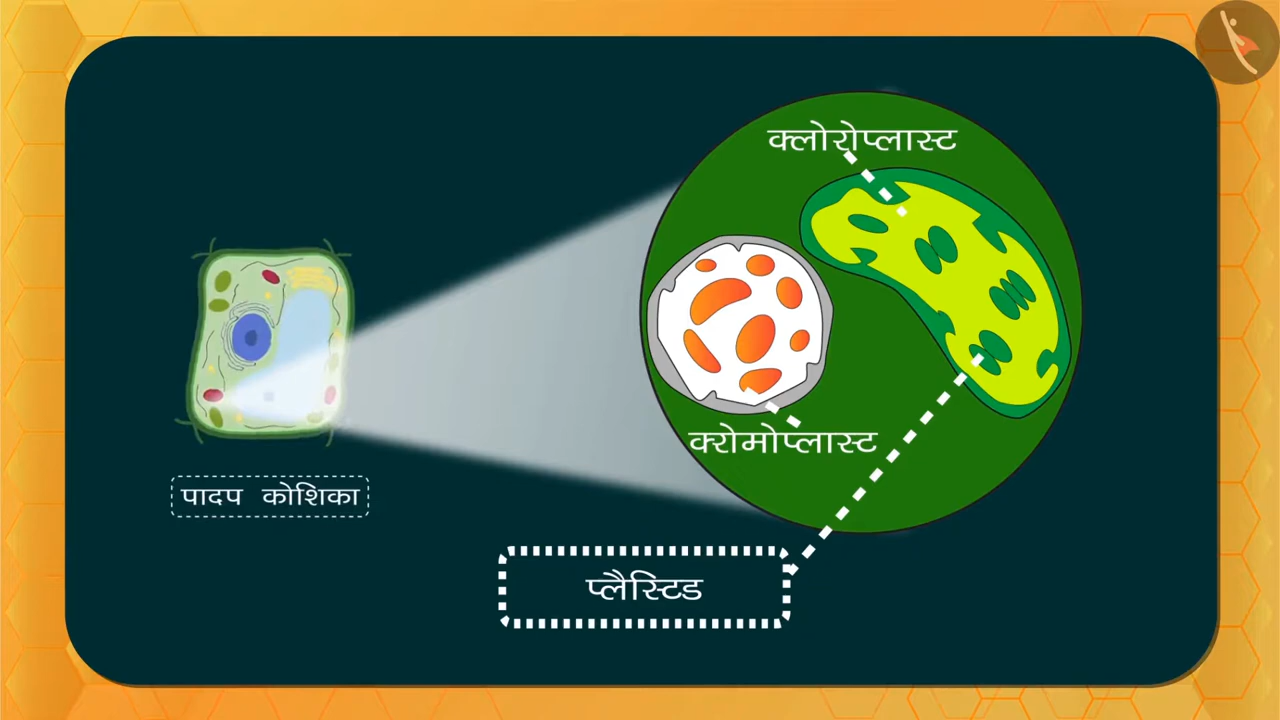 क्लोरोप्लास्ट
क्रोमोप्लास्ट
पादप कोशिका
प्लैस्टिड